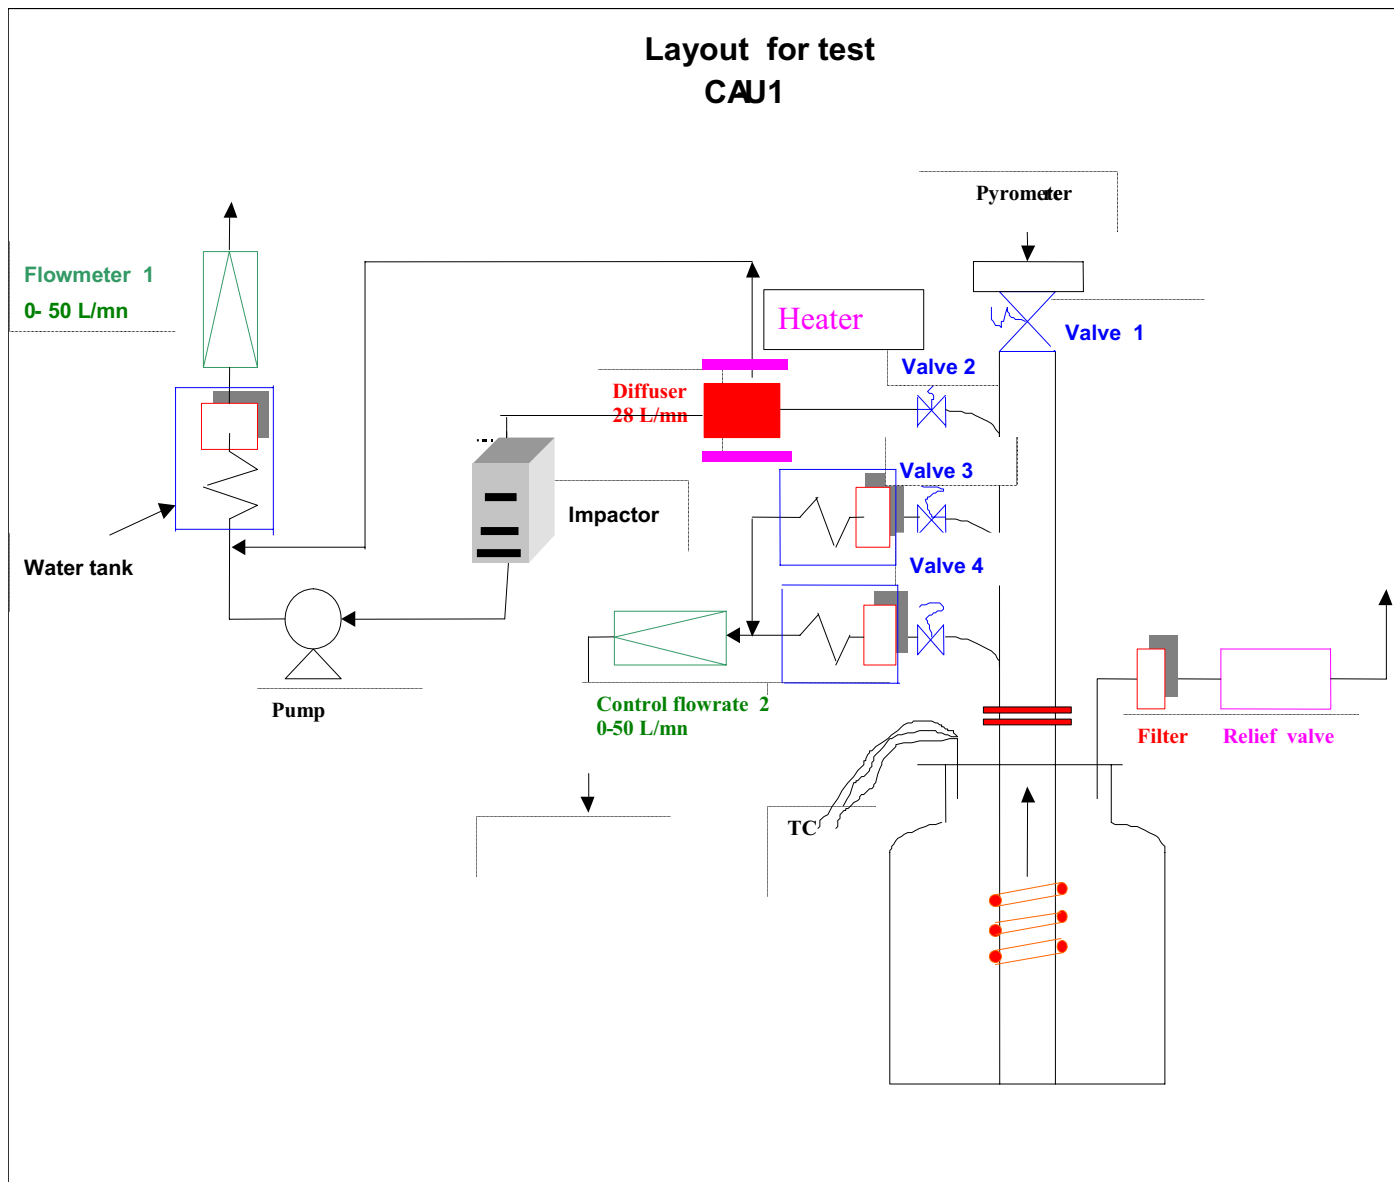 Layout for test
CAU1
Pyrometer
Flowmeter 1
0- 50 L/mn
Heater
Valve 1
Valve 2
Diffuser
28 L/mn
Valve 3
Impactor
Water tank
Valve 4
Control flowrate 2
0-50 L/mn
Pump
Filter
Relief valve
TC